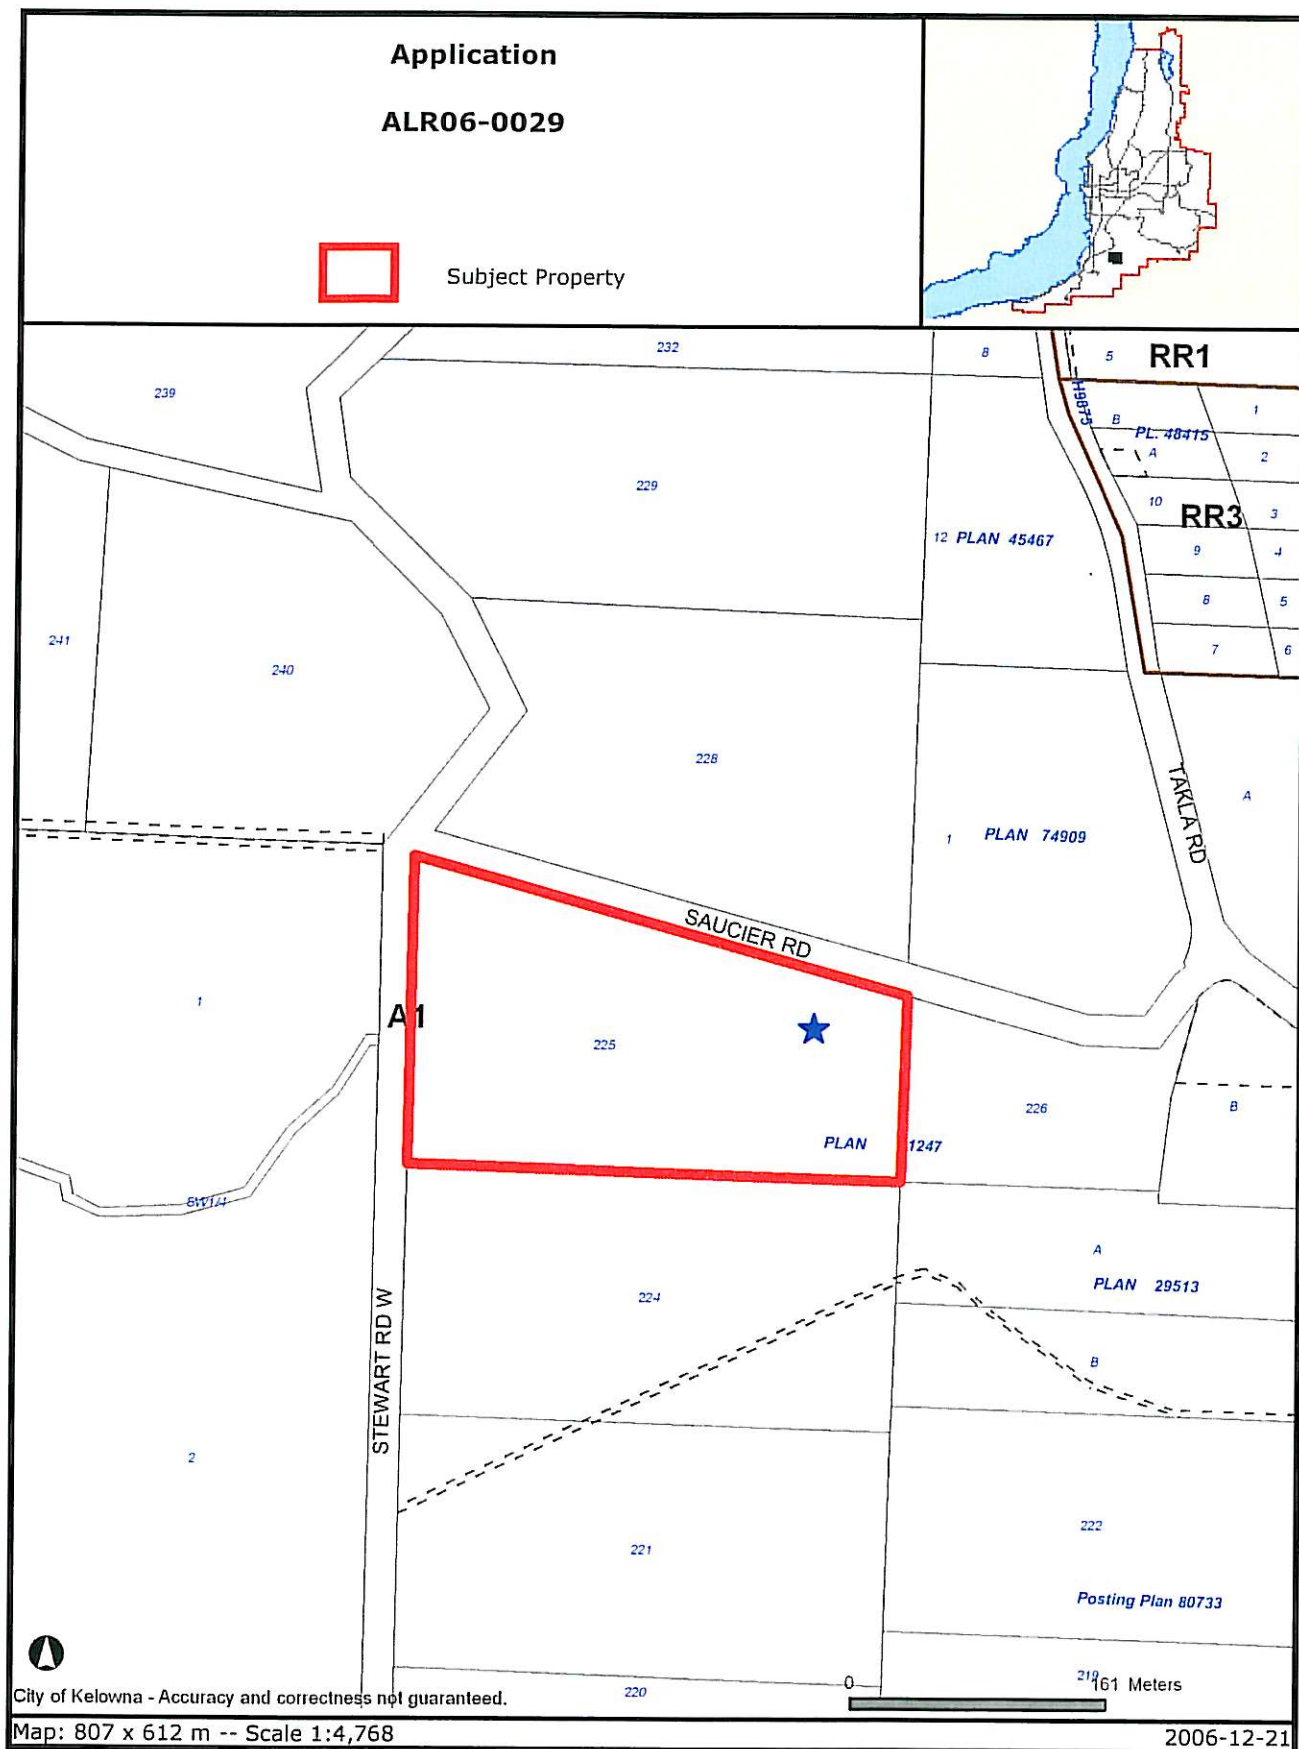 Application
ALR06-0029
Subject Property
232
8
5
RR1
239
H9875
B
PL. 48415
1
A
2
229
10
RR3
3
12 PLAN 45467
9
4
8
5
241
240
7
6
228
TAKLA RD
A
1 PLAN 74909
SAUCIER RD
1
A1
225
226
B
PLAN 1247
SW1/4
A
PLAN 29513
224
B
STEWART RD W
2
222
221
Posting Plan 80733
219
220
0
161 Meters
City of Kelowna - Accuracy and correctness not guaranteed.
Map: 807 x 612 m -- Scale 1:4,768
2006-12-21